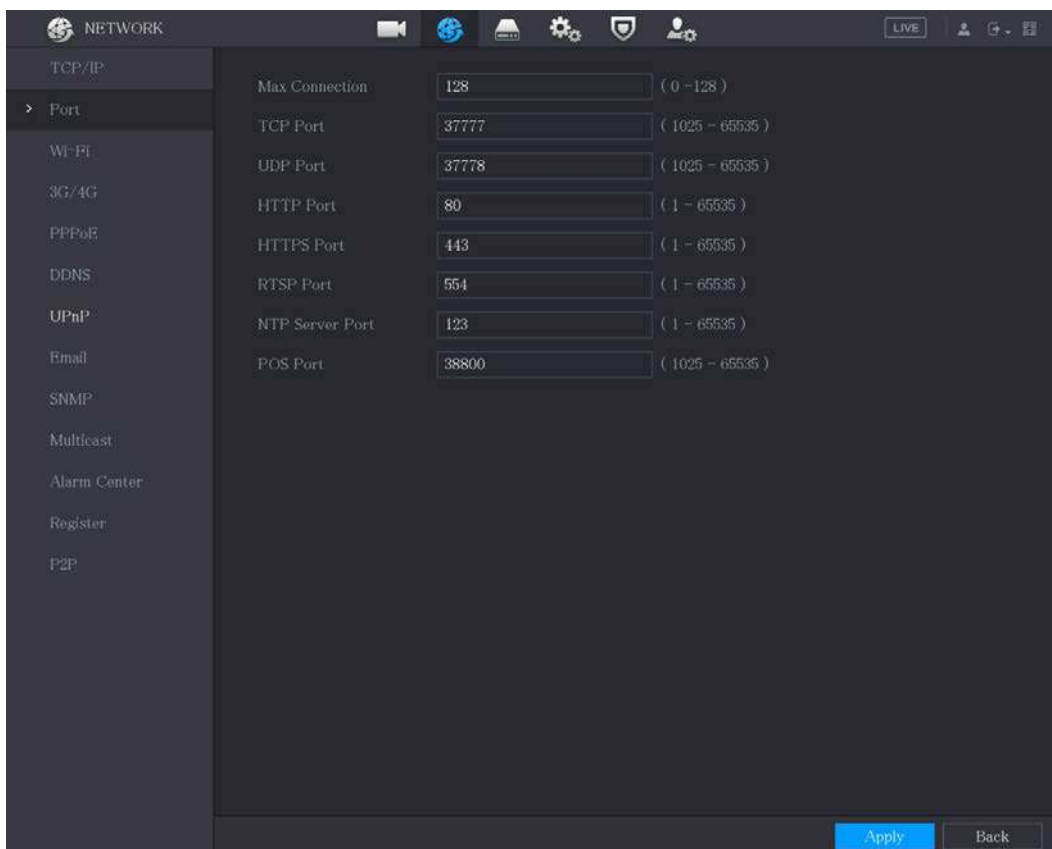 NETWORK
LIVE
TCP/IP
Port
Wi-Fi
3G/4G
PPPoE
DDNS
UPnP
Email
SNMP
Multicast
Alarm Center
Register
P2P
Max Connection 128 ( 0 -128 )
TCP Port 37777 ( 1025 - 65535 )
UDP Port 37778 ( 1025 - 65535 )
HTTP Port 80 ( 1 - 65535 )
HTTPS Port 443 ( 1 - 65535 )
RTSP Port 554 ( 1 - 65535 )
NTP Server Port 123 ( 1 - 65535 )
POS Port 38800 ( 1025 - 65535 )
Apply
Back